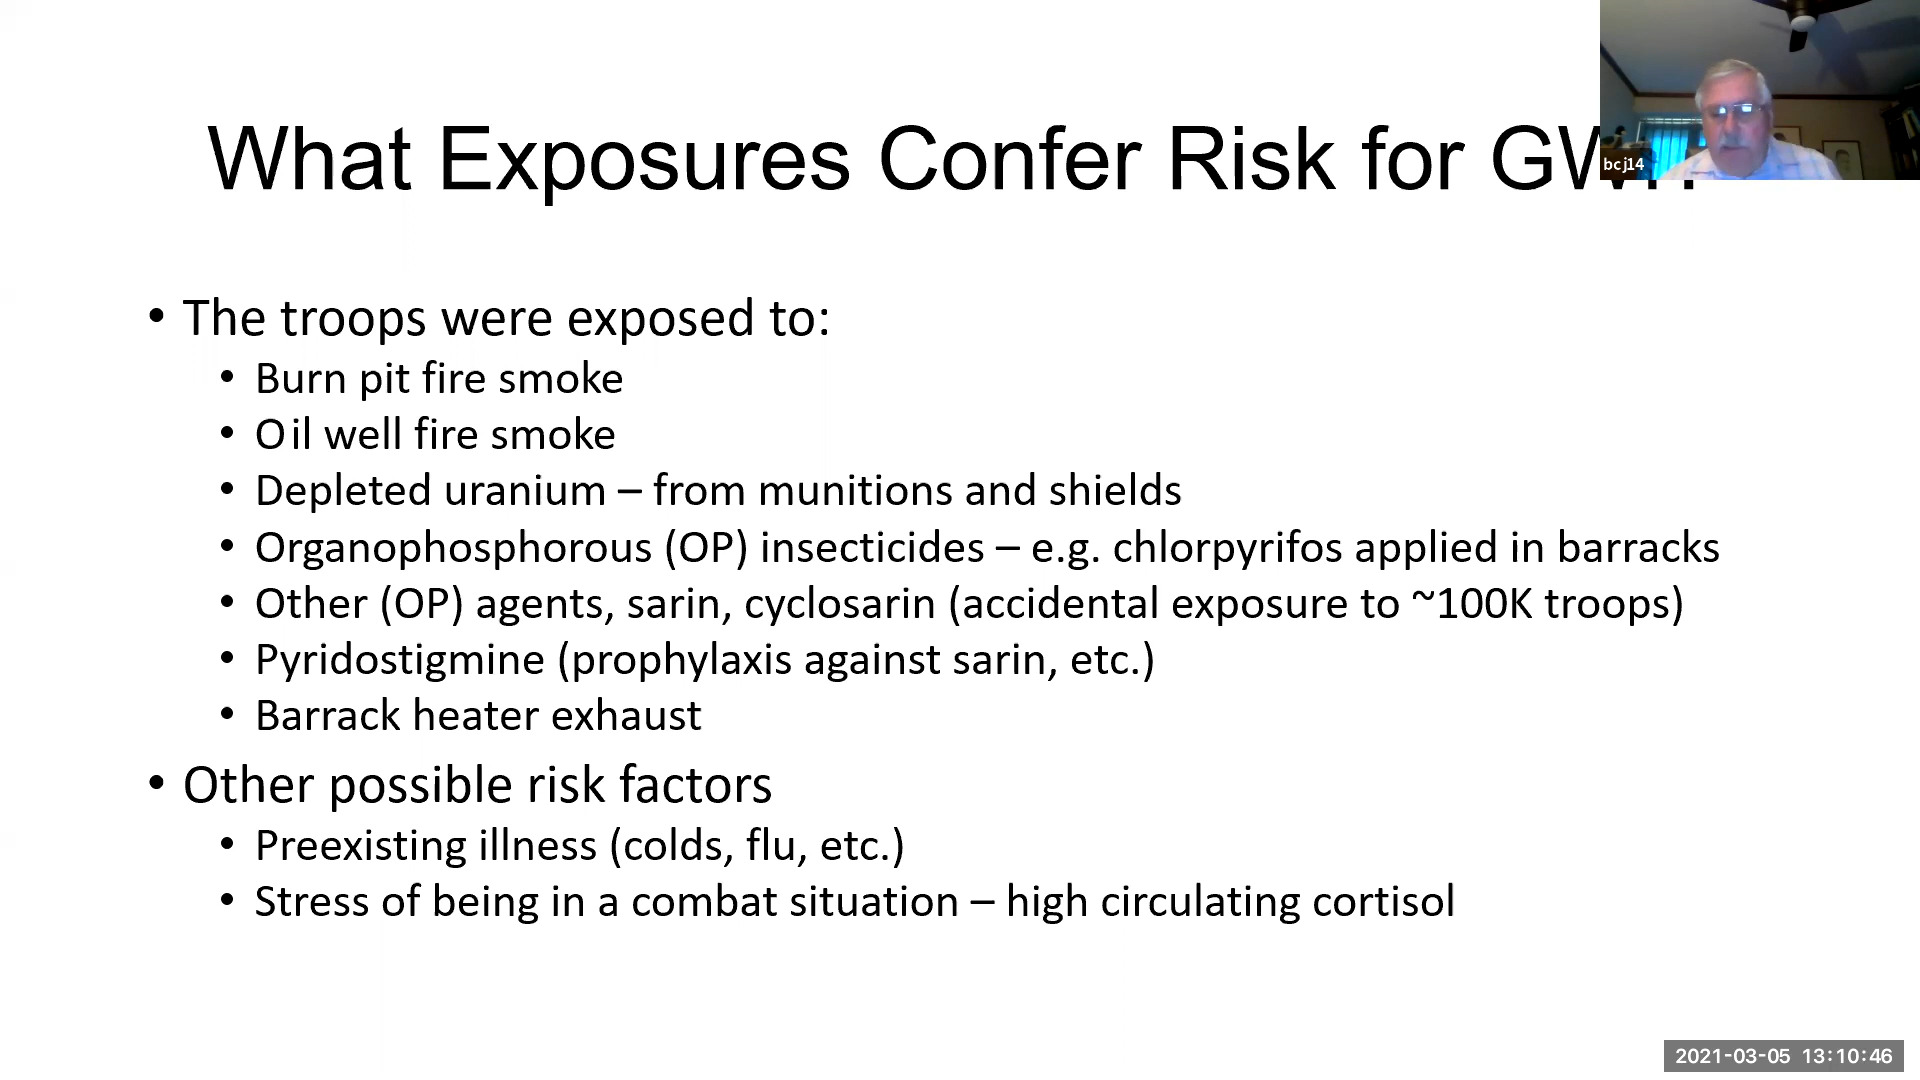 What Exposures Confer Risk for
bcj14
• The troops were exposed to:
• Burn pit fire smoke
• Oil well fire smoke
• Depleted uranium – from munitions and shields
• Organophosphorous (OP) insecticides – e.g. chlorpyrifos applied in barracks
• Other (OP) agents, sarin, cyclosarin (accidental exposure to ~100K troops)
• Pyridostigmine (prophylaxis against sarin, etc.)
• Barrack heater exhaust
• Other possible risk factors
• Preexisting illness (colds, flu, etc.)
• Stress of being in a combat situation – high circulating cortisol
2021-03-05 13:10:46